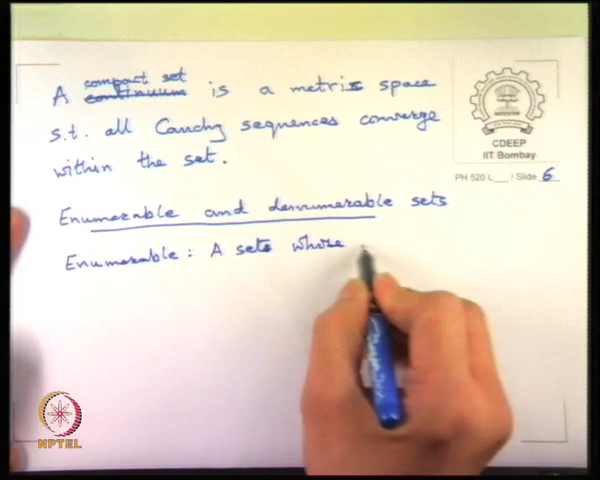 compact set
A continuum is a metric space
s.t. all Cauchy sequences converge
within the set.
CDEEP
IIT Bombay
PH 520 L___ / Slide 6
Enumerable and denumerable sets
Enumerable : A sets whose
NPTEL